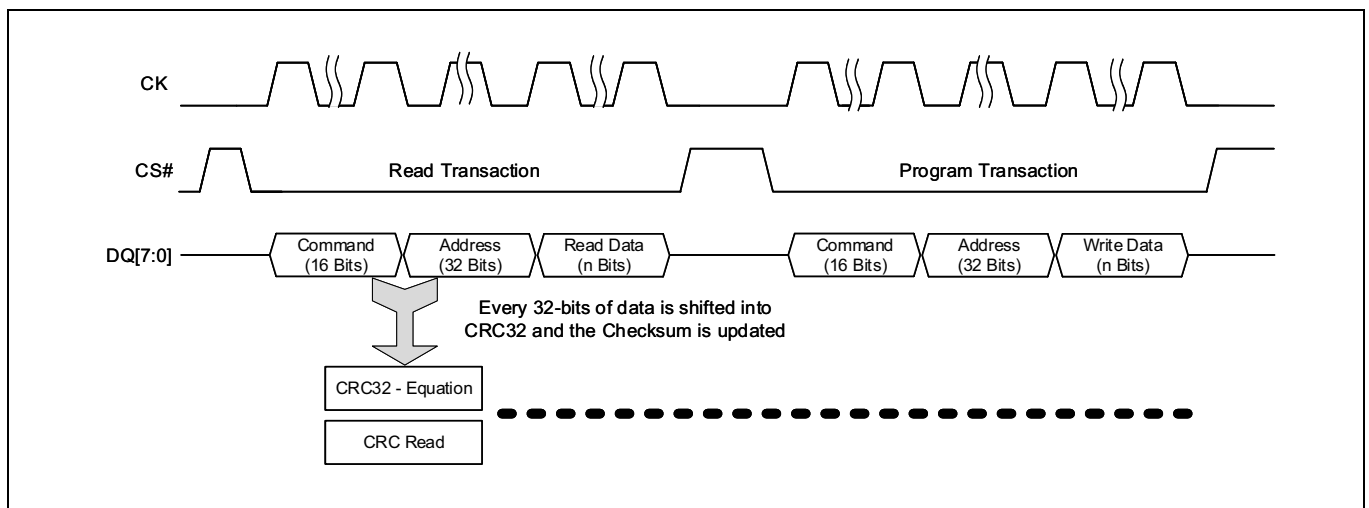 CK
CS#
Read Transaction
Program Transaction
DQ[7:0]
Command
(16 Bits)
Address
(32 Bits)
Read Data
(n Bits)
Command
(16 Bits)
Address
(32 Bits)
Write Data
(n Bits)
Every 32-bits of data is shifted into
CRC32 and the Checksum is updated
CRC32 - Equation
CRC Read